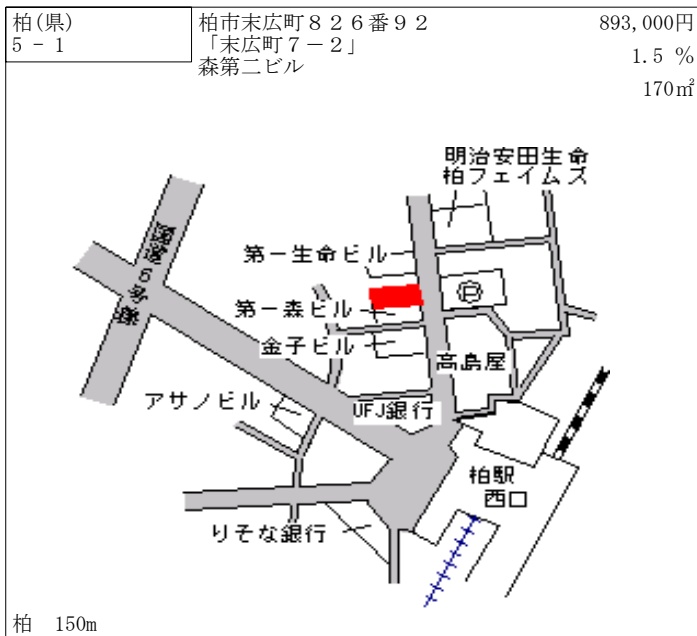 柏(県)
5 - 1
柏市末広町８２６番９２
「末広町７－２」
森第二ビル
893,000円
1.5 %
170㎡
明治安田生命
柏フェイムズ
国道６号線
第一生命ビル
第一森ビル
金子ビル
Ⓟ
高島屋
アサノビル
UFJ銀行
柏駅
西口
りそな銀行
柏　150m